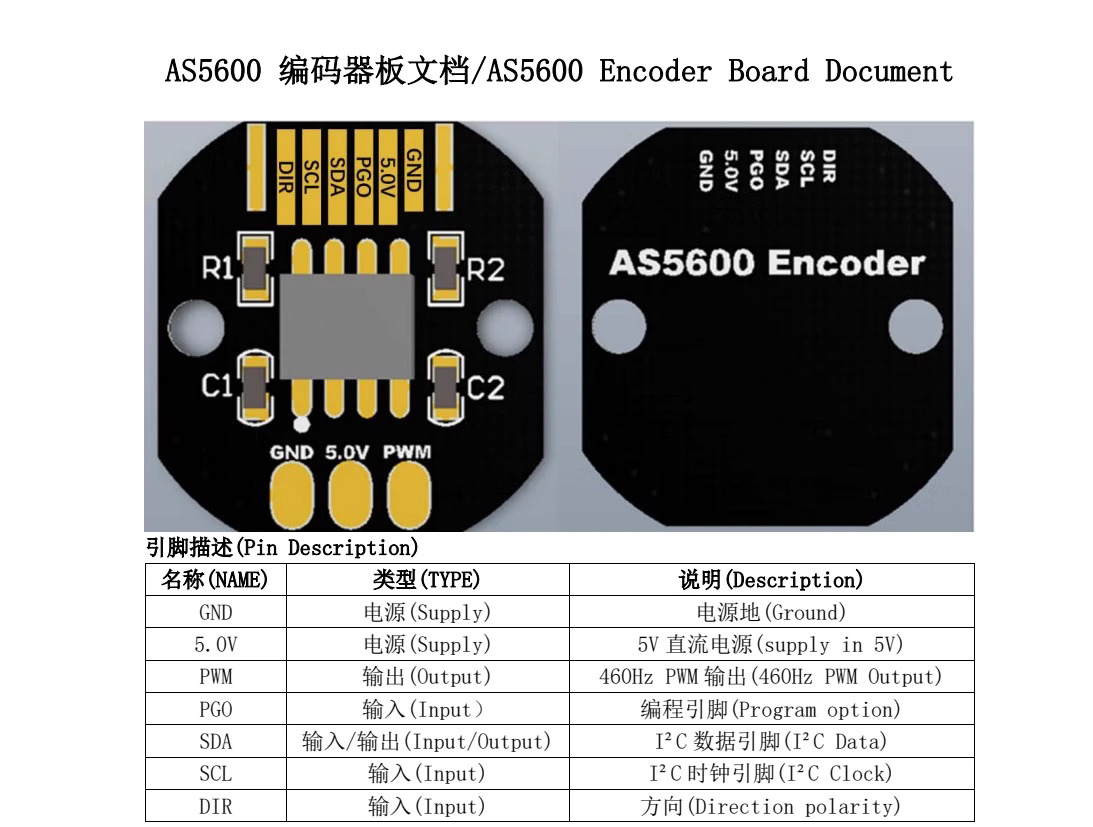 AS5600 编码器板文档/AS5600 Encoder Board Document
DIR SCL SDA PGO 5.0V GND
R1 R2
C1 C2
GND 5.0V PWM
GND 5.0V PGO SDA SCL DIR
AS5600 Encoder
引脚描述(Pin Description)
名称(NAME) 类型(TYPE) 说明(Description)
GND 电源(Supply) 电源地(Ground)
5.0V 电源(Supply) 5V 直流电源(supply in 5V)
PWM 输出(Output) 460Hz PWM 输出(460Hz PWM Output)
PGO 输入(Input） 编程引脚(Program option)
SDA 输入/输出(Input/Output) I²C 数据引脚(I²C Data)
SCL 输入(Input) I²C 时钟引脚(I²C Clock)
DIR 输入(Input) 方向(Direction polarity)